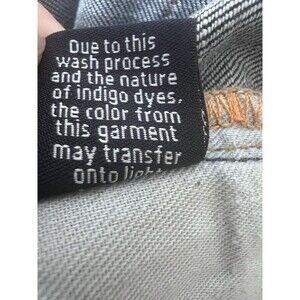 Due to this
wash process
and the nature
of indigo dyes,
the color from
this garment
may transfer
onto light